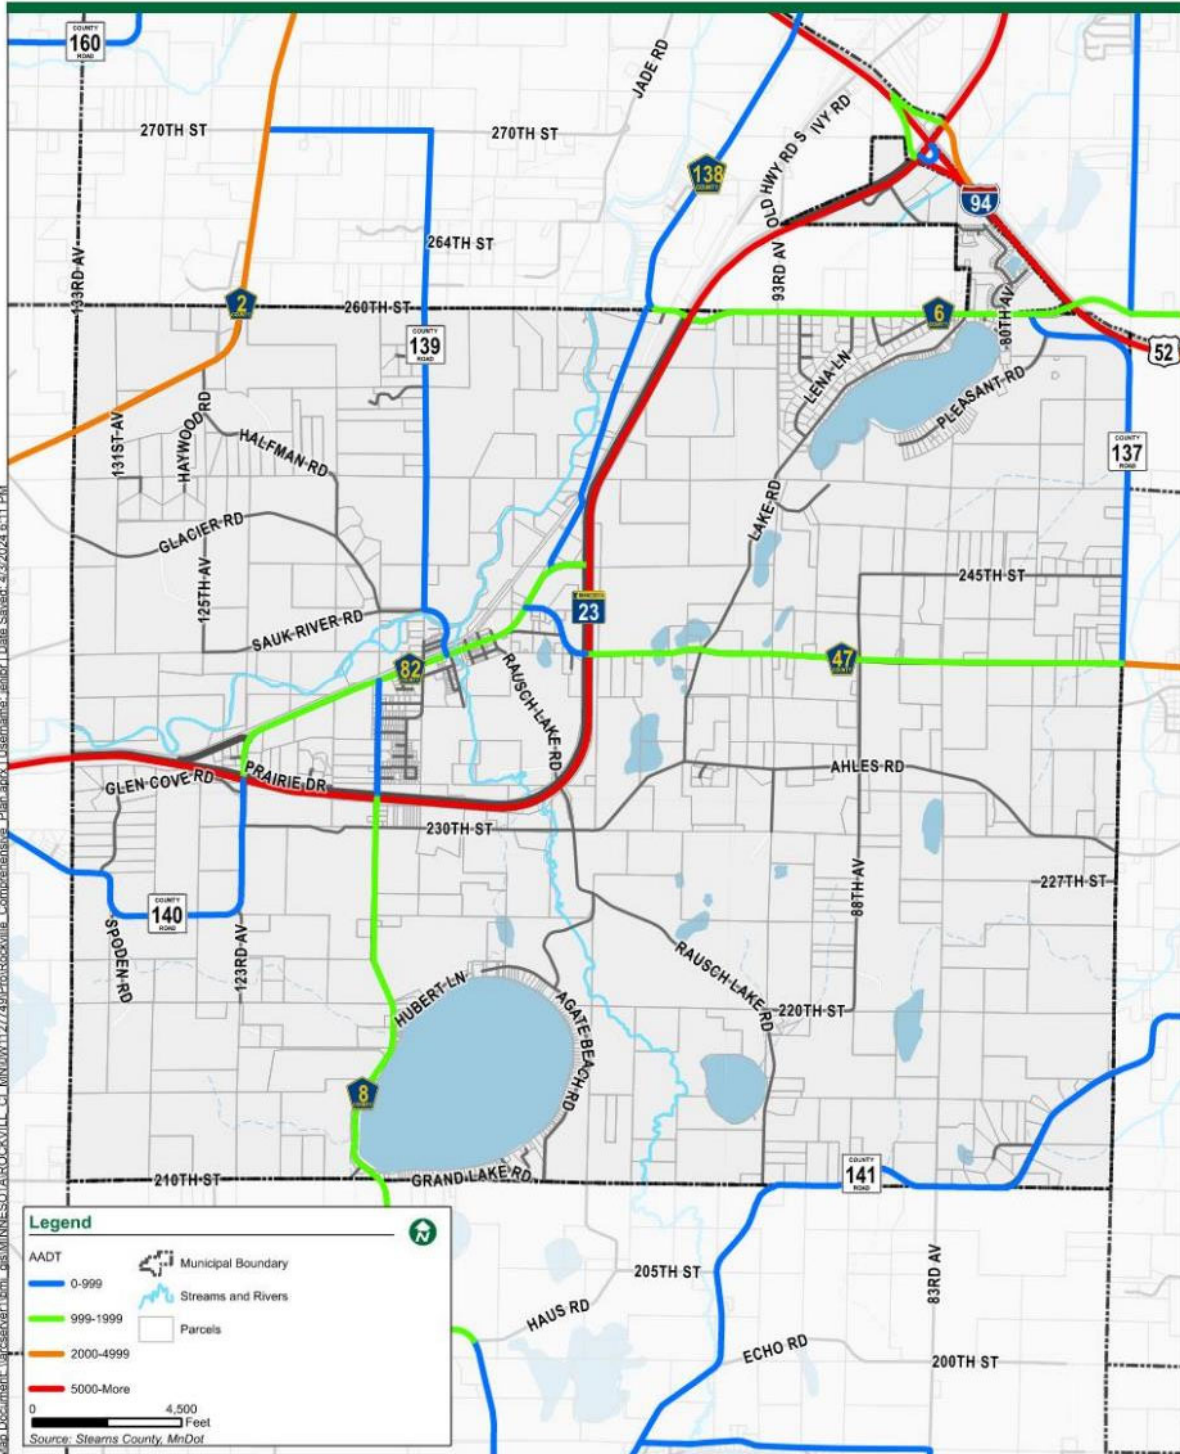 COUNTY
160
ROAD
JADE RD
IVY RD
270TH ST
270TH ST
138
COUNTY
OLD HWY RD S
94
264TH ST
133RD AV
93RD AV
2
COUNTY
260TH ST
6
COUNTY
80TH AV
COUNTY
139
ROAD
52
LENA LN
PLEASANT RD
131ST AV
HAYWOOD RD
HALFMAN RD
COUNTY
137
ROAD
GLACIER RD
LAKE RD
125TH AV
245TH ST
MINNESOTA
23
SAUK RIVER RD
82
COUNTY
47
COUNTY
RAUSCH LAKE RD
GLEN COVE RD
PRAIRIE DR
AHLES RD
230TH ST
88TH AV
227TH ST
COUNTY
140
ROAD
SPODEN RD
123RD AV
RAUSCH LAKE RD
HUBERT LN
AGATE BEACH RD
220TH ST
8
COUNTY
210TH ST
GRAND LAKE RD
COUNTY
141
ROAD
205TH ST
83RD AV
HAUS RD
ECHO RD
200TH ST
Legend
N
AADT
0-999
999-1999
2000-4999
5000-More
Municipal Boundary
Streams and Rivers
Parcels
0 4,500
Feet
Source: Stearns County, MnDot